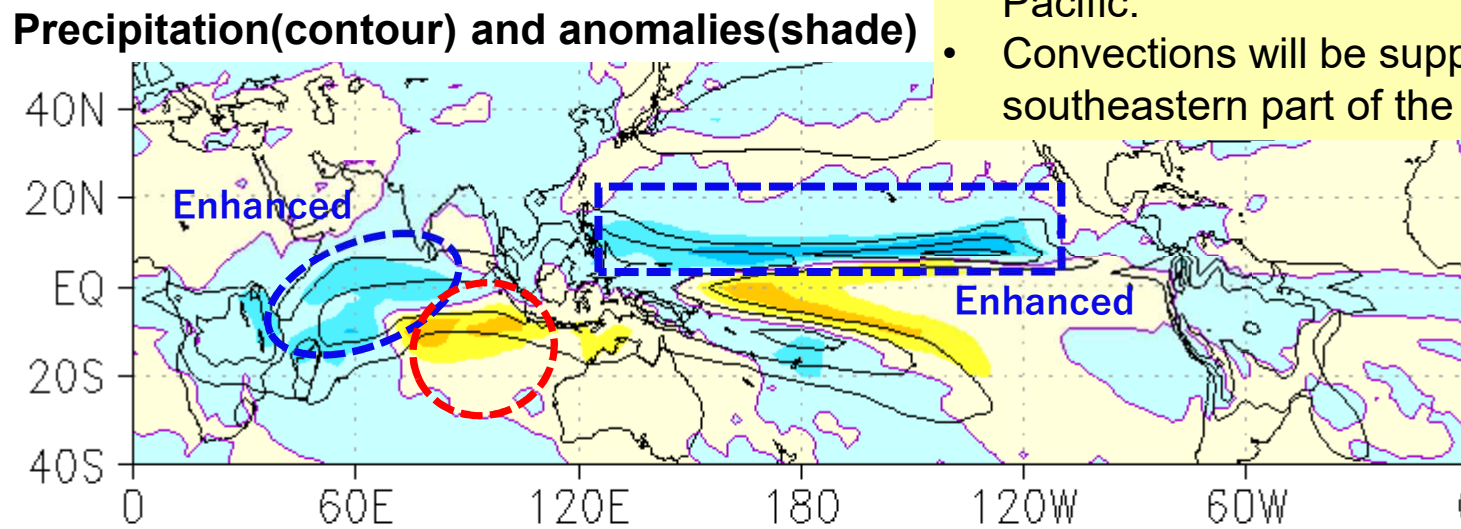 Pacific.
Precipitation(contour) and anomalies(shade)
• Convections will be
southeastern part of the
40N
20N
Enhanced
EQ
Enhanced
20S
40S
0 60E 120E 180 120W 60W